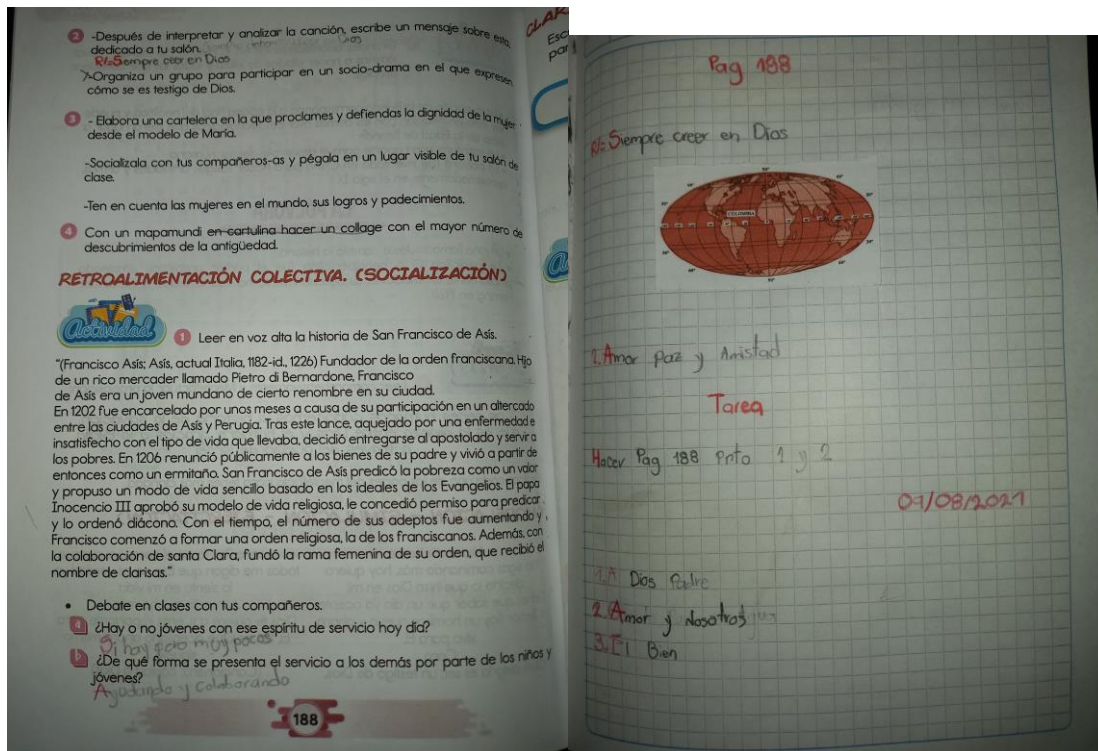 2 -Después de interpretar y analizar la canción, escribe un mensaje sobre esta,
dedicado a tu salón.
Dios
R/=Siempre creer en Dios
-Organiza un grupo para participar en un socio-drama en el que expresen
cómo se es testigo de Dios.
3 - Elabora una cartelera en la que proclames y defiendas la dignidad de la mujer
desde el modelo de María.
-Socializala con tus compañeros-as y pégala en un lugar visible de tu salón de
clase.
-Ten en cuenta las mujeres en el mundo, sus logros y padecimientos.
4 Con un mapamundi en cartulina hacer un collage con el mayor número de
descubrimientos de la antigüedad.
RETROALIMENTACIÓN COLECTIVA. (SOCIALIZACIÓN)
Actividad
1 Leer en voz alta la historia de San Francisco de Asís.
"(Francisco Asís; Asís, actual Italia, 1182-id., 1226) Fundador de la orden franciscana. Hijo
de un rico mercader llamado Pietro di Bernardone, Francisco
de Asís era un joven mundano de cierto renombre en su ciudad.
En 1202 fue encarcelado por unos meses a causa de su participación en un altercado
entre las ciudades de Asís y Perugia. Tras este lance, aquejado por una enfermedad e
insatisfecho con el tipo de vida que llevaba, decidió entregarse al apostolado y servir a
los pobres. En 1206 renunció públicamente a los bienes de su padre y vivió a partir de
entonces como un ermitaño. San Francisco de Asís predicó la pobreza como un valor
y propuso un modo de vida sencillo basado en los ideales de los Evangelios. El papa
Inocencio III aprobó su modelo de vida religiosa, le concedió permiso para predicar
y lo ordenó diácono. Con el tiempo, el número de sus adeptos fue aumentando y
Francisco comenzó a formar una orden religiosa, la de los franciscanos. Además, con
la colaboración de santa Clara, fundó la rama femenina de su orden, que recibió el
nombre de clarisas."
• Debate en clases con tus compañeros.
a ¿Hay o no jóvenes con ese espíritu de servicio hoy día?
Si hay pero muy pocos
b ¿De qué forma se presenta el servicio a los demás por parte de los niños y
jóvenes?
Ayudando y colaborando
188
CLAR
Esc
par
Pag 188
R/= Siempre creer en Dios
COLOMBIA
2. Amor Paz y Amistad
Tarea
Hacer Pag 188 Pnto 1 y 2
09/08/2021
1. A Dios Padre
2. Amor y Nosotros
3. El Bien